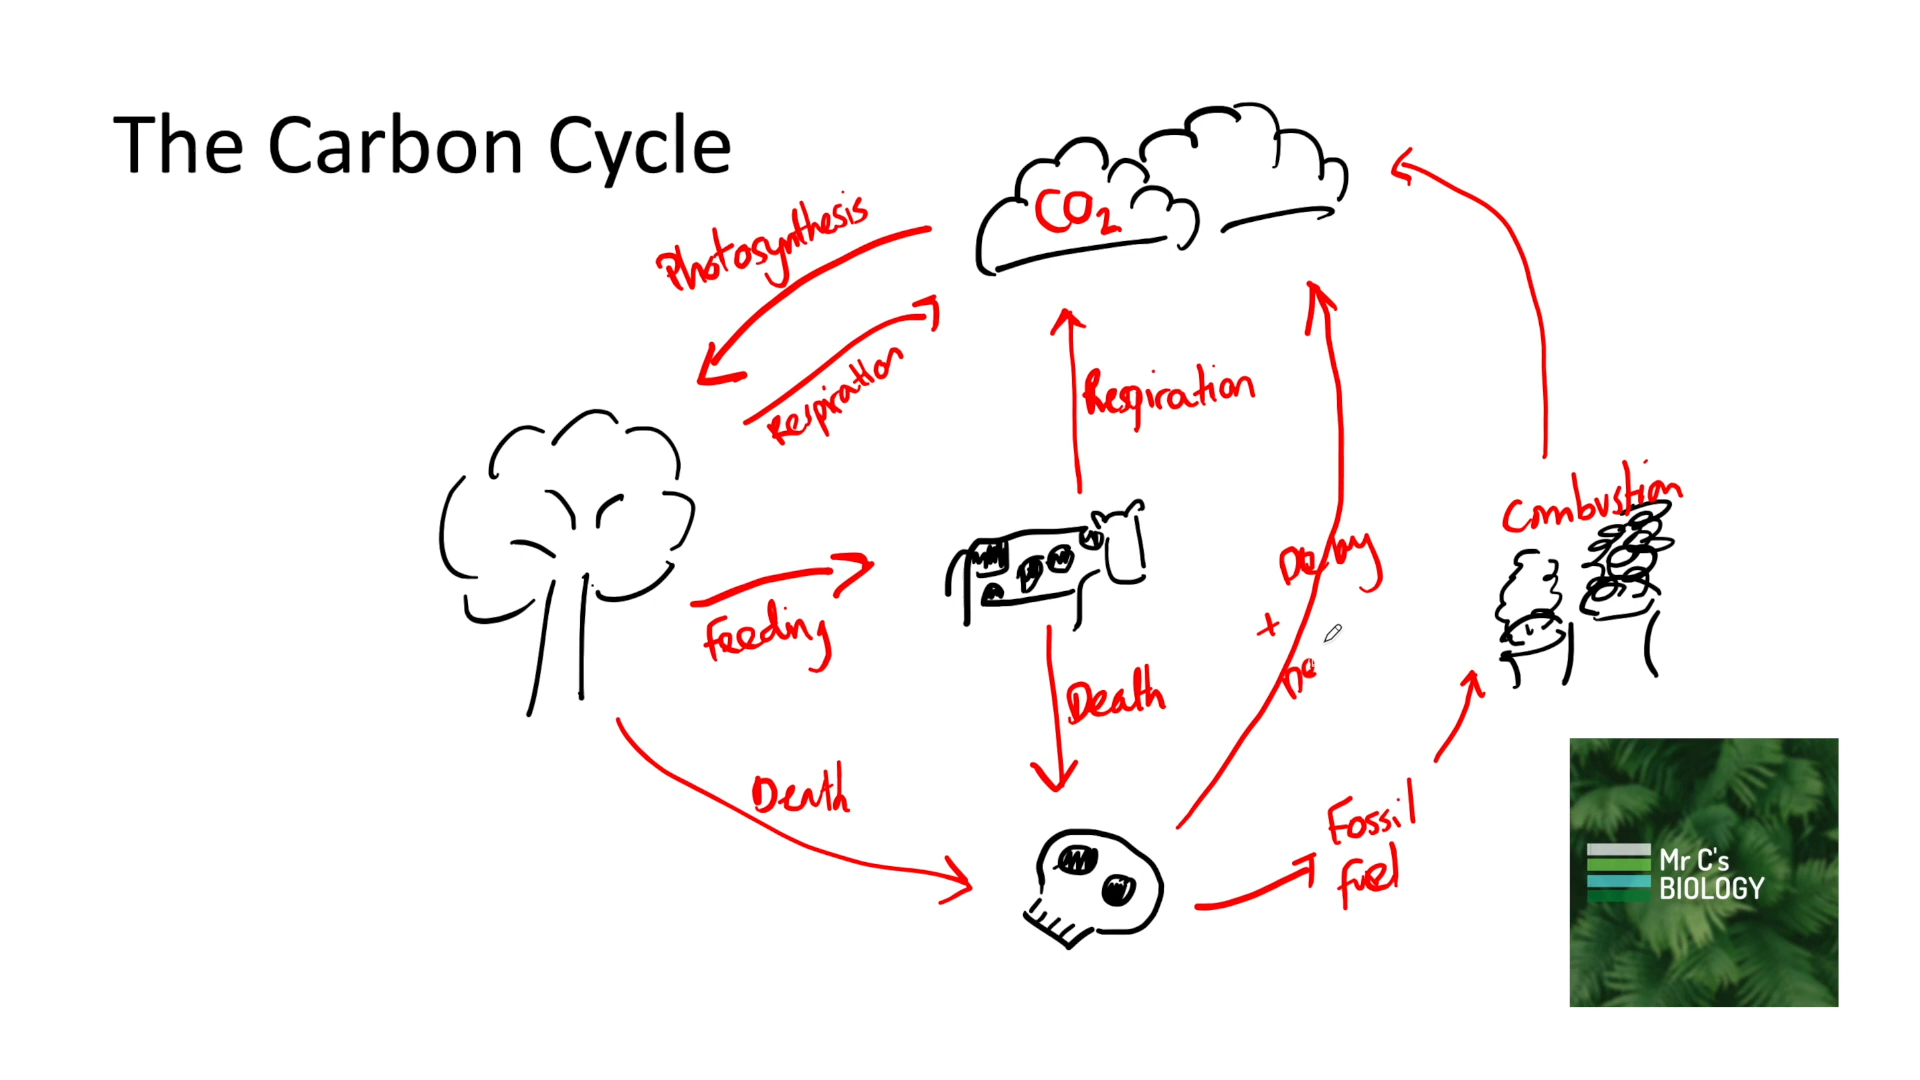 The Carbon Cycle
CO2
Photosynthesis
Respiration
Respiration
Combustion
Decay
+
Feeding
Death
Death
Fossil
fuel
Mr C's
BIOLOGY